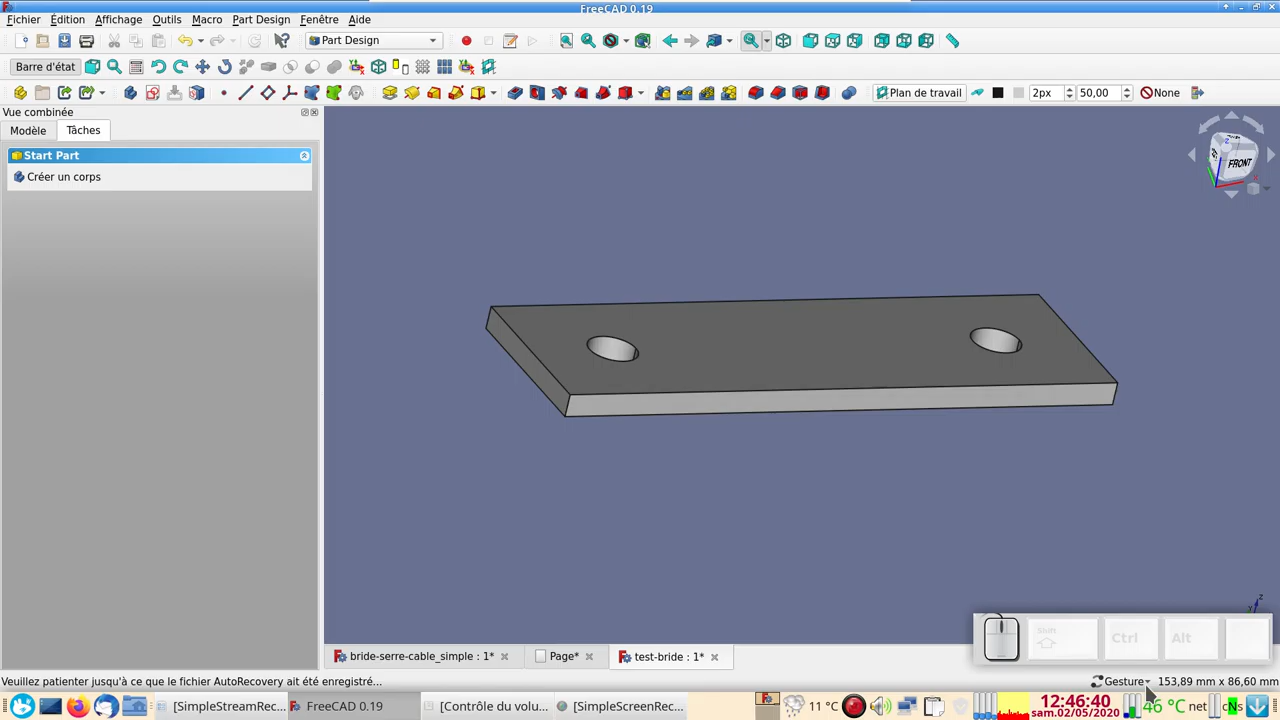 FreeCAD 0.19
Fichier Édition Affichage Outils Macro Part Design Fenêtre Aide
Part Design
Barre d'état
Plan de travail 2px 50,00 None
Vue combinée
Modèle Tâches
Start Part
Créer un corps
FRONT
Shift Ctrl Alt
bride-serre-cable_simple : 1* Page* test-bride : 1*
Veuillez patienter jusqu'à ce que le fichier AutoRecovery ait été enregistré... Gesture 153,89 mm x 86,60 mm
[SimpleStreamRec... FreeCAD 0.19 [Contrôle du volu... [SimpleScreenRec... 11 °C 12:46:40 46 °C net
sam.02/05/2020